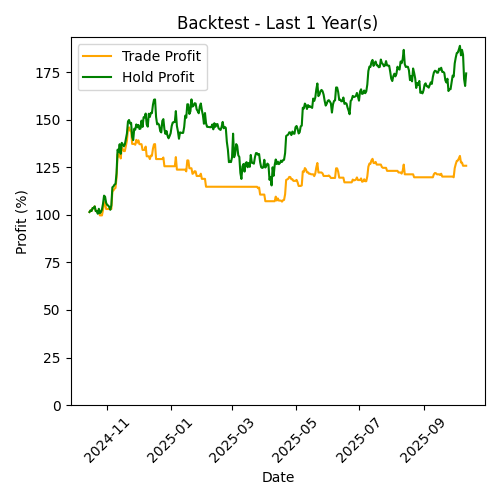 Backtest - Last 1 Year(s)
Trade Profit
Hold Profit
Profit (%)
175
150
125
100
75
50
25
0
2024-11
2025-01
2025-03
2025-05
2025-07
2025-09
Date